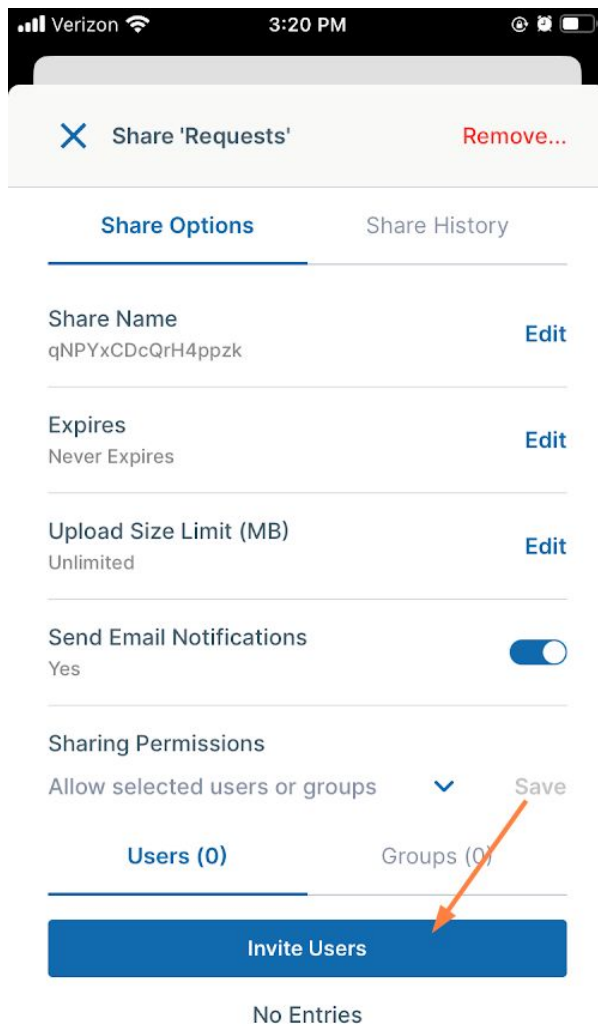 Verizon 3:20 PM
Share 'Requests' Remove...
Share Options Share History
Share Name
qNPYxCDcQrH4ppzk
Edit
Expires
Never Expires
Edit
Upload Size Limit (MB)
Unlimited
Edit
Send Email Notifications
Yes
Sharing Permissions
Allow selected users or groups Save
Users (0) Groups (0)
Invite Users
No Entries